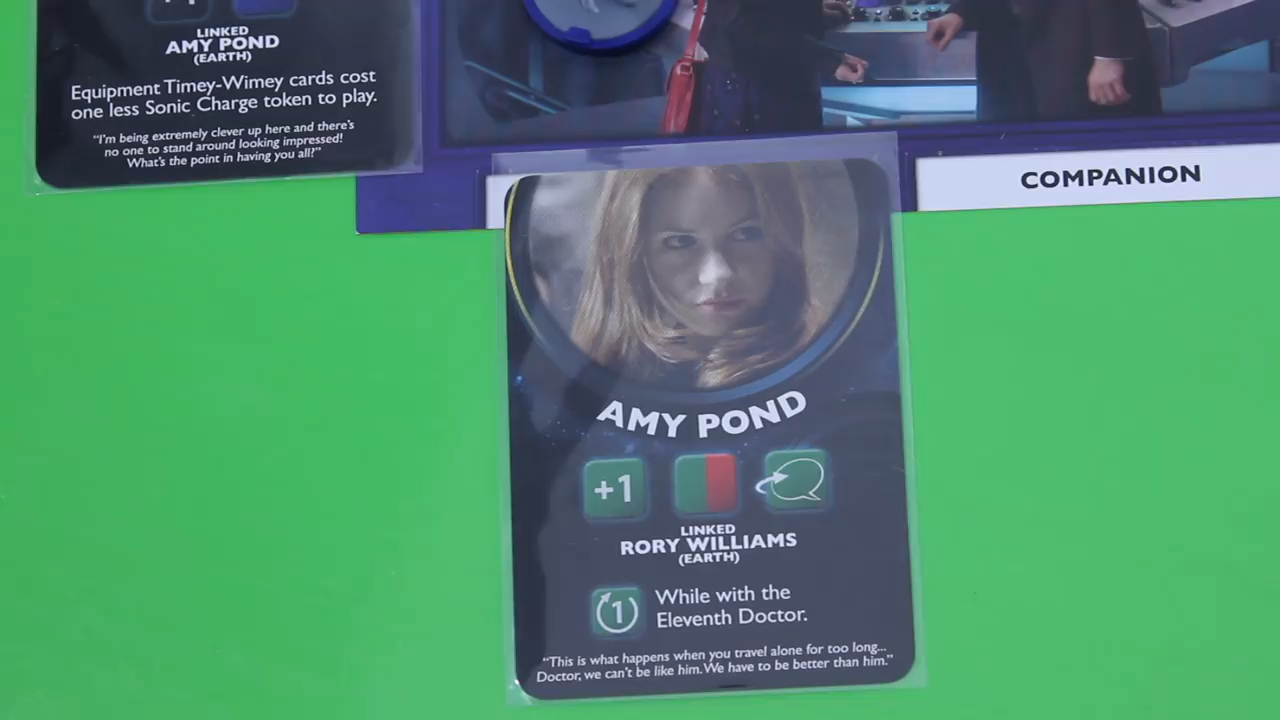 LINKED
AMY POND
(EARTH)
Equipment Timey-Wimey cards cost
one less Sonic Charge token to play.
"I'm being extremely clever up here and there's
no one to stand around looking impressed!
What's the point in having you all?"
COMPANION
AMY POND
+1
LINKED
RORY WILLIAMS
(EARTH)
1
While with the
Eleventh Doctor.
"This is what happens when you travel alone for too long...
Doctor, we can't be like him. We have to be better than him."